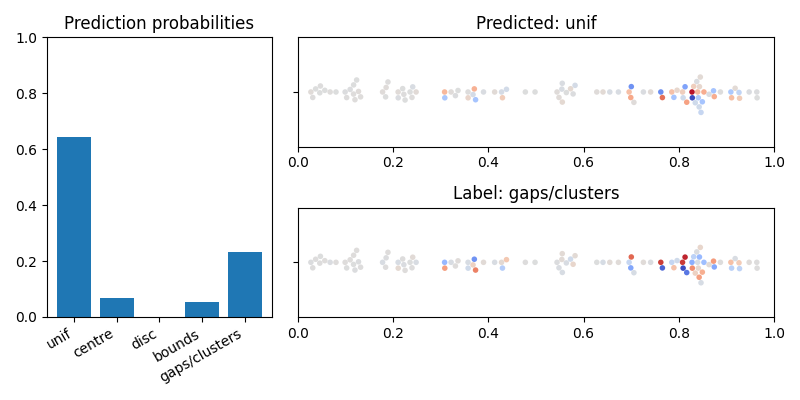 Prediction probabilities
1.0
0.8
0.6
0.4
0.2
0.0
unif
centre
disc
bounds
gaps/clusters
Predicted: unif
0.0 0.2 0.4 0.6 0.8 1.0
Label: gaps/clusters
0.0 0.2 0.4 0.6 0.8 1.0